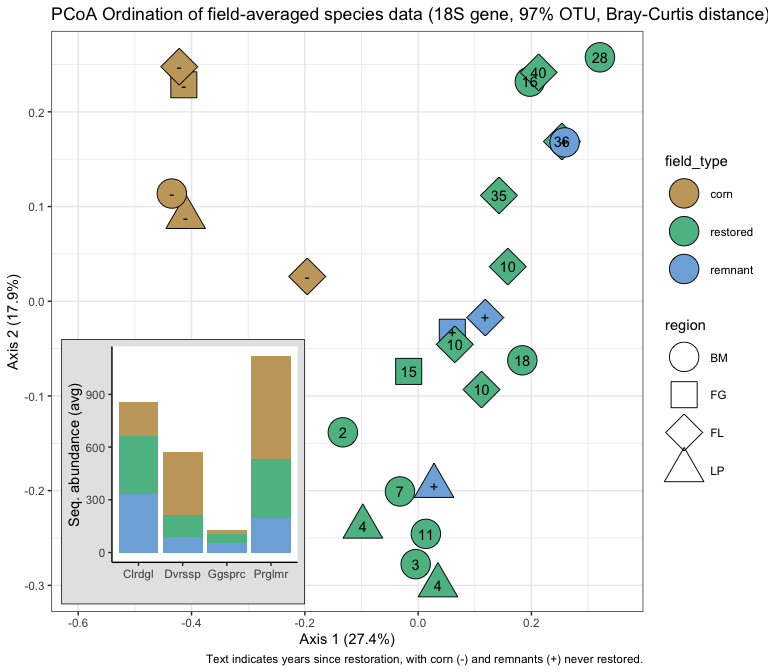 PCoA Ordination of field-averaged species data (18S gene, 97% OTU, Bray-Curtis distance)
Axis 2 (17.9%)
0.2
0.1
0.0
-0.1
-0.2
-0.3
-
-
-
-
-
28
40
16
36
+
35
10
+
+
10
15
18
10
2
7
+
4
11
3
4
Seq. abundance (avg)
900
600
300
0
Clrdgl Dvrssp Ggsprc Prglmr
-0.6 -0.4 -0.2 0.0 0.2
Axis 1 (27.4%)
Text indicates years since restoration, with corn (-) and remnants (+) never restored.
field_type
corn
restored
remnant
region
BM
FG
FL
LP